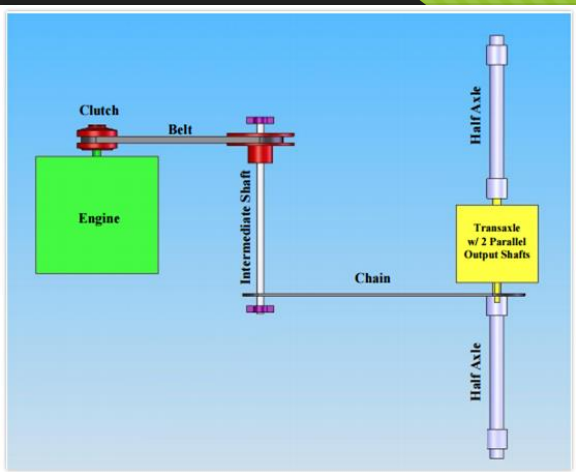 Clutch
Belt
Engine
Intermediate Shaft
Chain
Half Axle
Transaxle
w/ 2 Parallel
Output Shafts
Half Axle